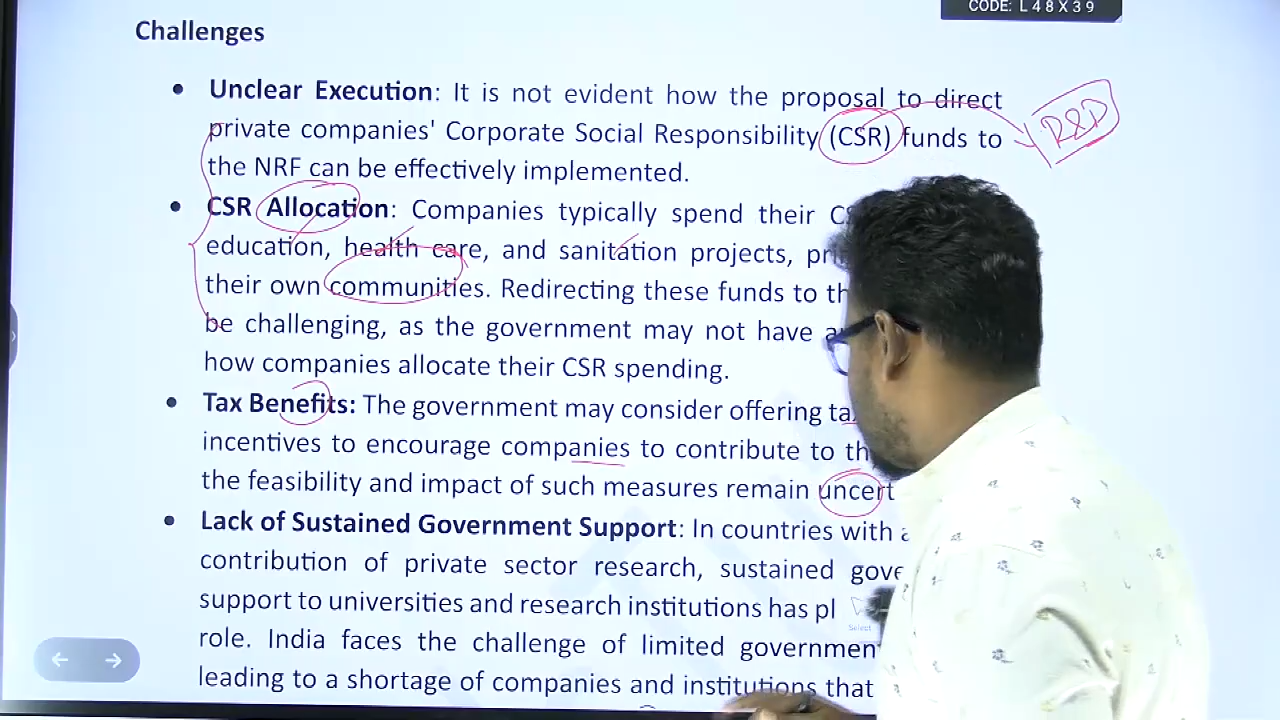 CODE: L48X39
Challenges
• Unclear Execution: It is not evident how the proposal to direct
private companies' Corporate Social Responsibility (CSR) funds to
R&D
the NRF can be effectively implemented.
• CSR Allocation: Companies typically spend their
education, health care, and sanitation projects,
their own communities. Redirecting these funds to
be challenging, as the government may not have
how companies allocate their CSR spending.
• Tax Benefits: The government may consider offering
incentives to encourage companies to contribute to
the feasibility and impact of such measures remain
• Lack of Sustained Government Support: In countries with
contribution of private sector research, sustained
support to universities and research institutions has
Select
role. India faces the challenge of limited
leading to a shortage of companies and institutions that